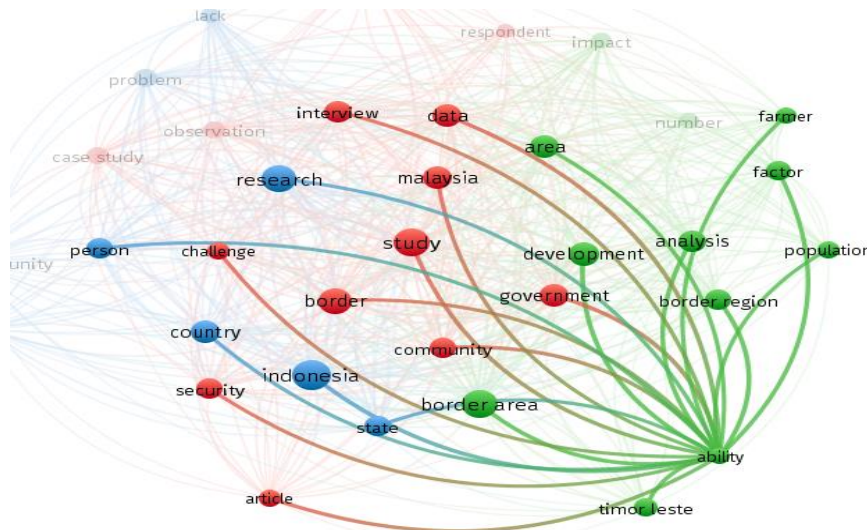 lack
respondent
impact
problem
interview
data
number
farmer
observation
area
case study
factor
research
malaysia
unity
person
challenge
study
development
analysis
population
border
government
border region
country
community
indonesia
security
border area
state
ability
article
timor leste